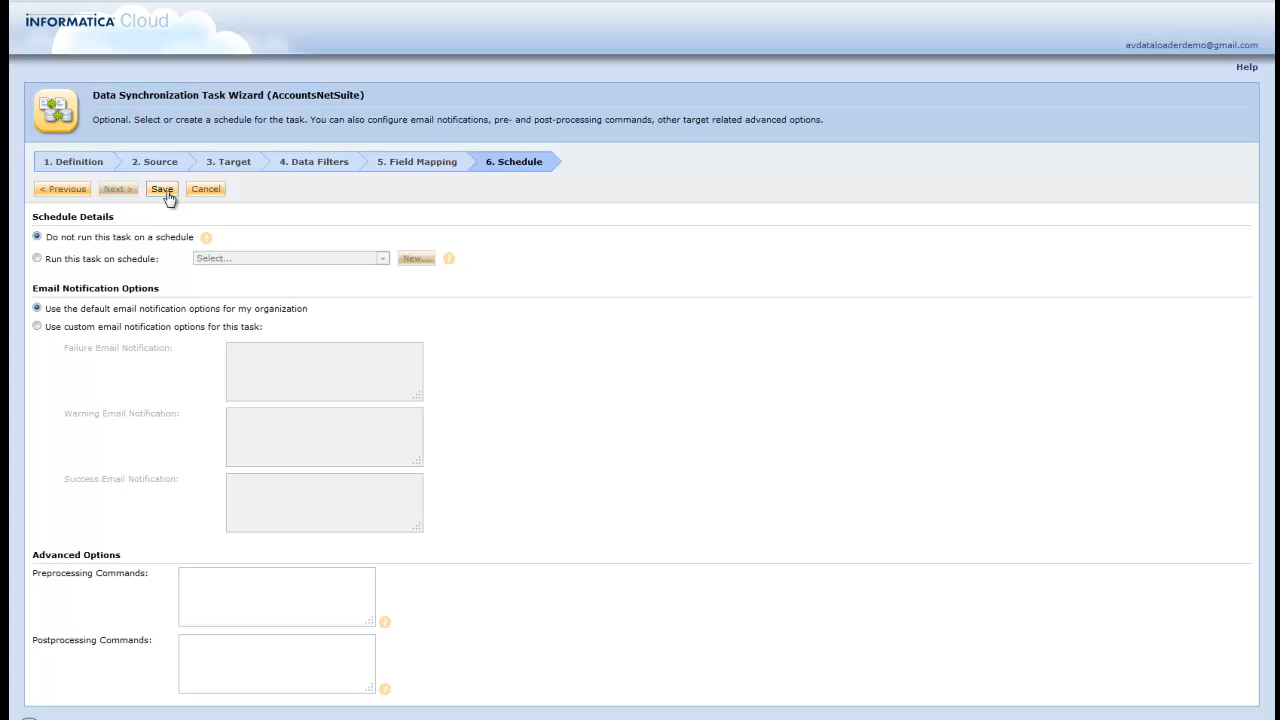 INFORMATICA Cloud
avdataloaderdemo@gmail.com
Help
Data Synchronization Task Wizard (AccountsNetSuite)
Optional. Select or create a schedule for the task. You can also configure email notifications, pre- and post-processing commands, other target related advanced options.
1. Definition 2. Source 3. Target 4. Data Filters 5. Field Mapping 6. Schedule
< Previous Next > Save Cancel
Schedule Details
Do not run this task on a schedule ?
Run this task on schedule: Select... New... ?
Email Notification Options
Use the default email notification options for my organization
Use custom email notification options for this task:
Failure Email Notification:
Warning Email Notification:
Success Email Notification:
Advanced Options
Preprocessing Commands:
?
Postprocessing Commands:
?